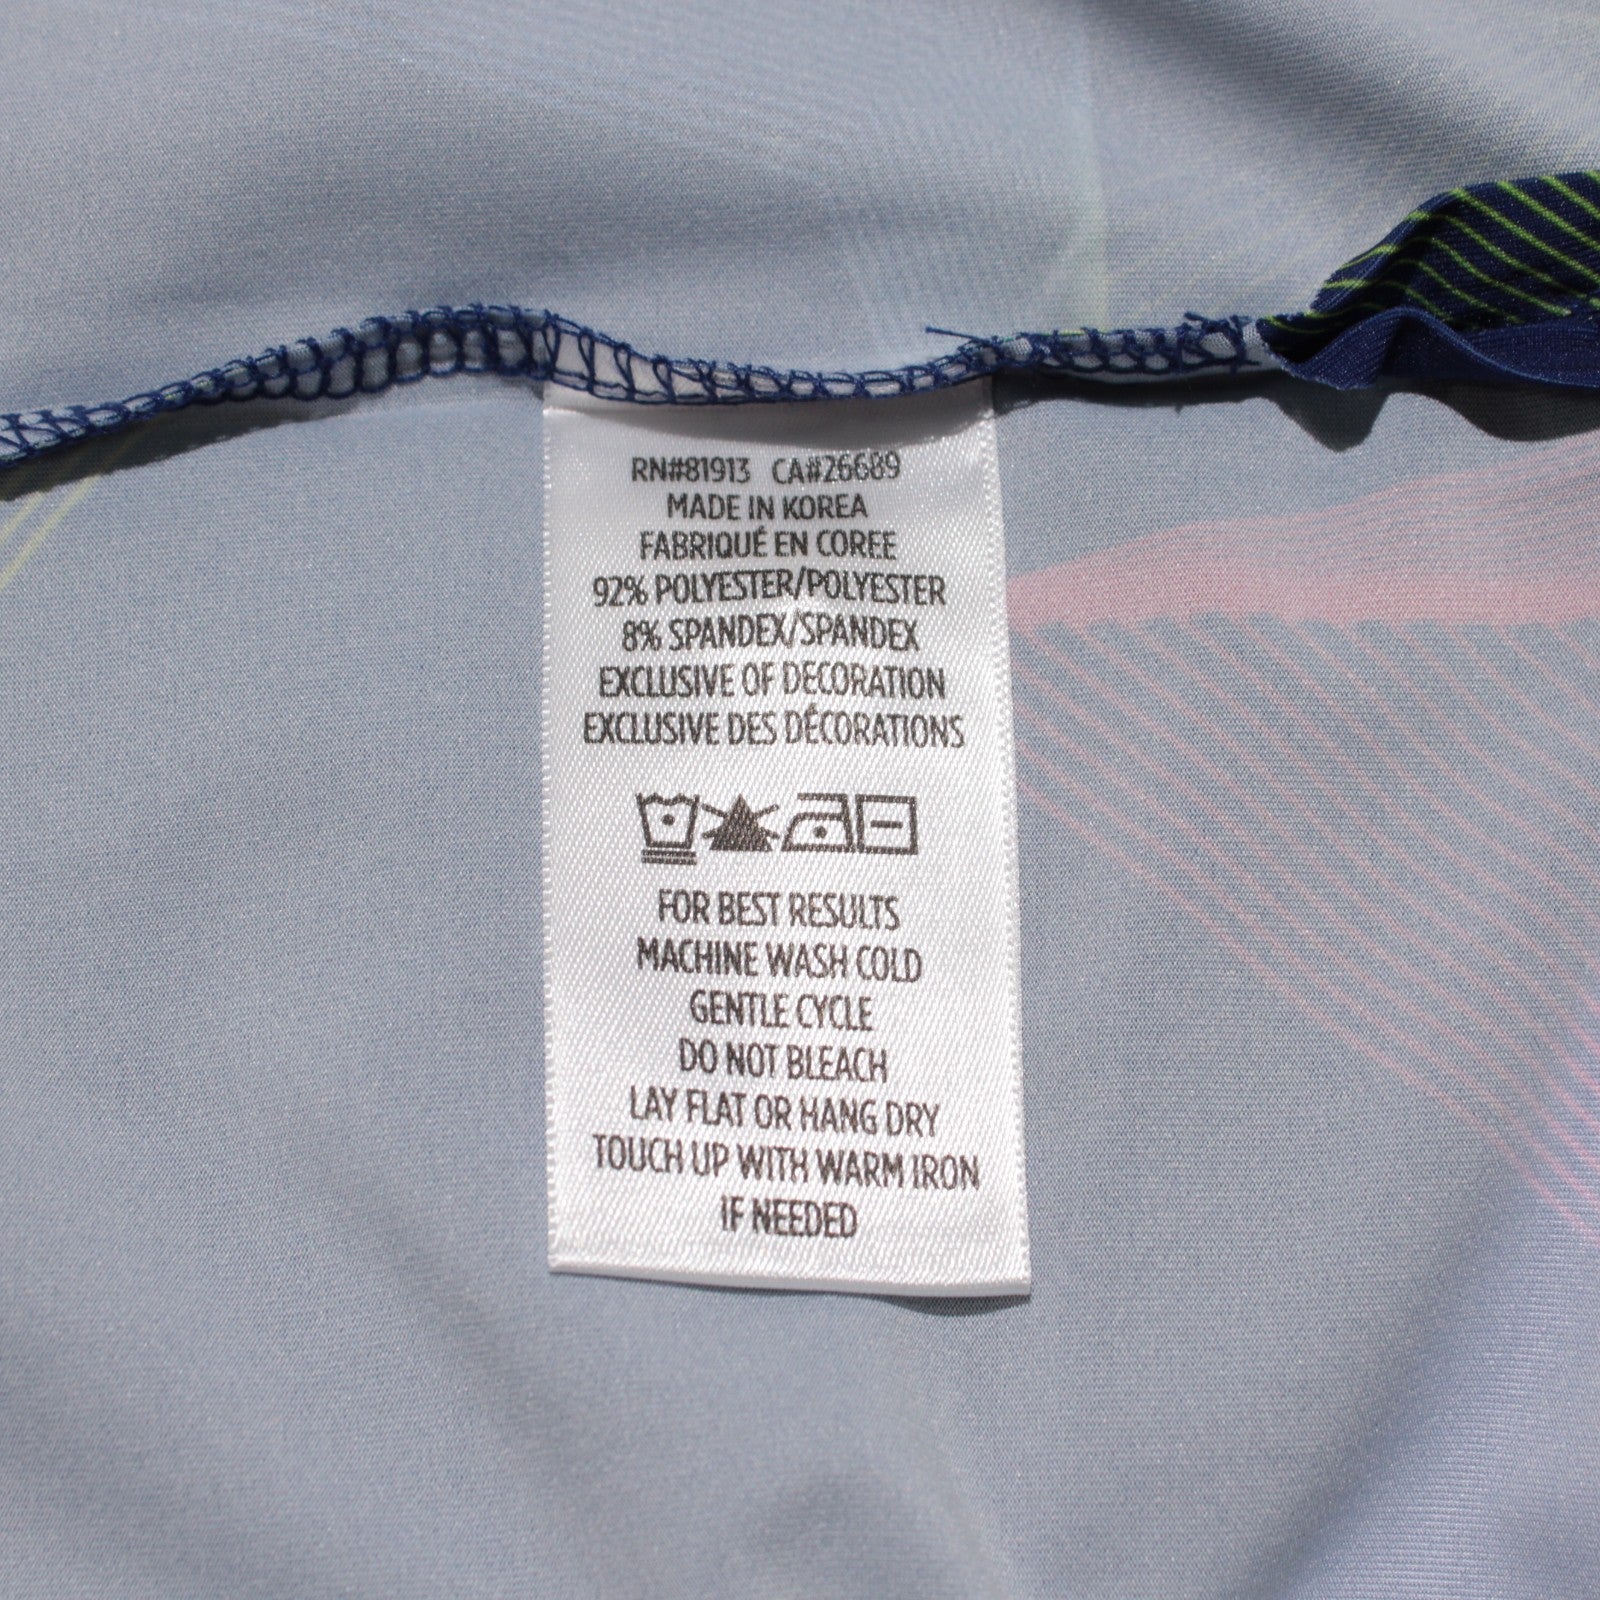 RN#81913 CA#26689
MADE IN KOREA
FABRIQUÉ EN COREE
92% POLYESTER/POLYESTER
8% SPANDEX/SPANDEX
EXCLUSIVE OF DECORATION
EXCLUSIVE DES DÉCORATIONS
FOR BEST RESULTS
MACHINE WASH COLD
GENTLE CYCLE
DO NOT BLEACH
LAY FLAT OR HANG DRY
TOUCH UP WITH WARM IRON
IF NEEDED